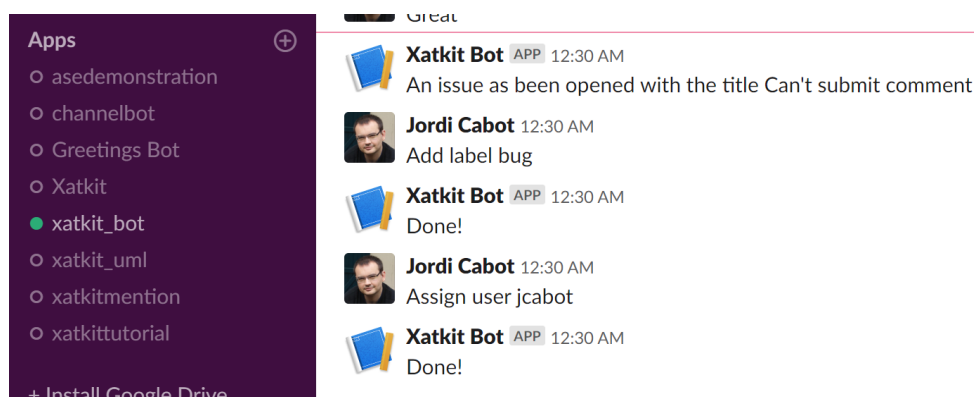 Apps
asedemonstration
channelbot
Greetings Bot
Xatkit
xatkit_bot
xatkit_uml
xatkitmention
xatkittutorial
+ Install Google Drive
Great
Xatkit Bot APP 12:30 AM
An issue as been opened with the title Can't submit comment
Jordi Cabot 12:30 AM
Add label bug
Xatkit Bot APP 12:30 AM
Done!
Jordi Cabot 12:30 AM
Assign user jcabot
Xatkit Bot APP 12:30 AM
Done!